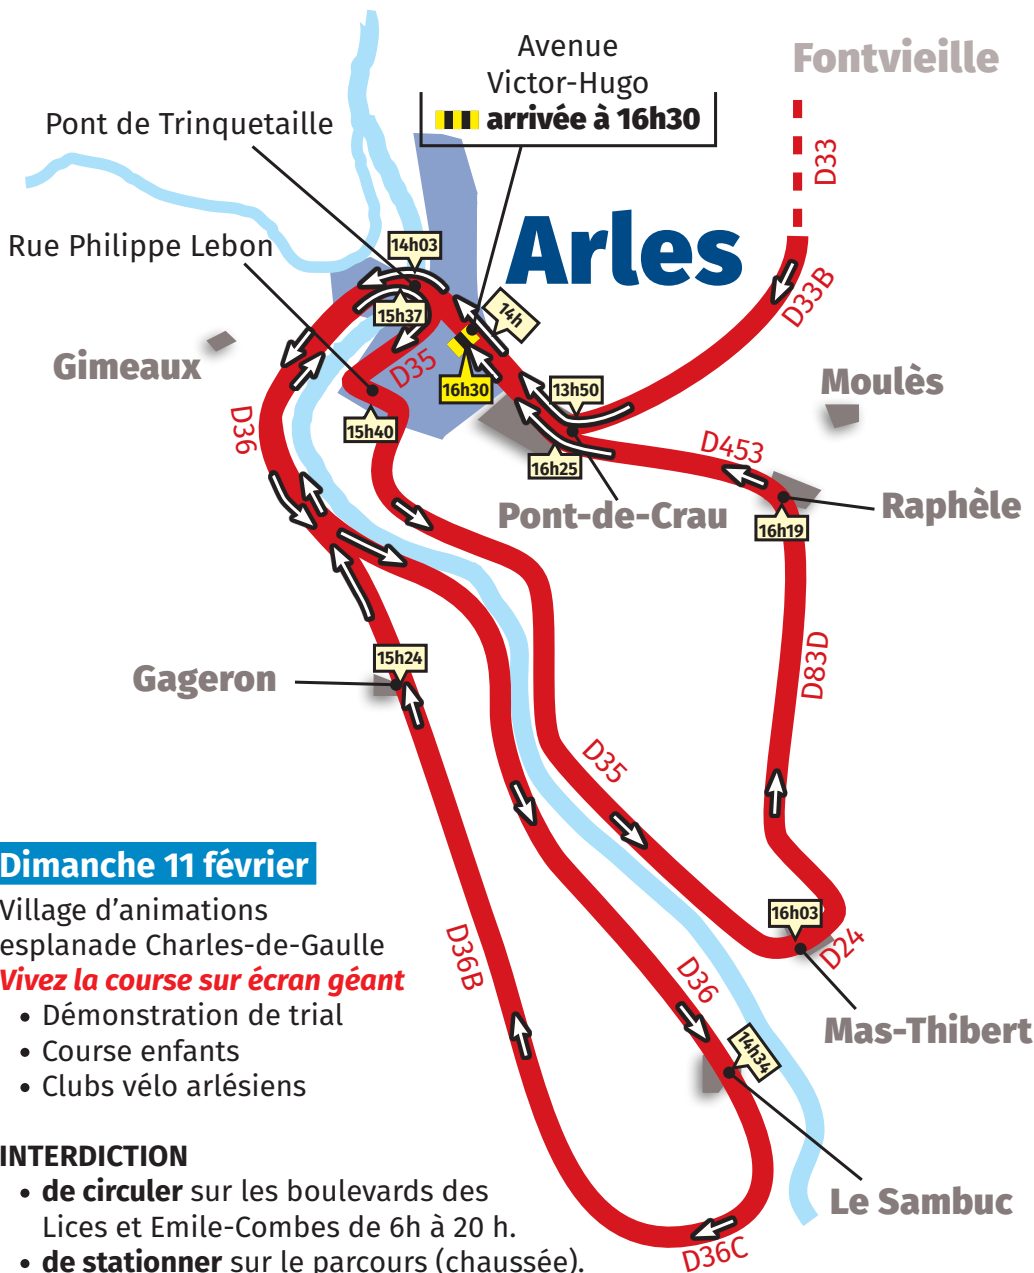 Avenue
Victor-Hugo
arrivée à 16h30
Fontvieille
Pont de Trinquetaille
D33
Rue Philippe Lebon
14h03
Arles
D33B
15h37
14h
Gimeaux
D35
16h30
13h50
Moulès
D36
15h40
D453
16h25
Pont-de-Crau
Raphèle
16h19
15h24
Gageron
D83D
D35
Dimanche 11 février
Village d’animations
esplanade Charles-de-Gaulle
Vivez la course sur écran géant
• Démonstration de trial
• Course enfants
• Clubs vélo arlésiens
D36B
16h03
D24
D36
Mas-Thibert
14h34
INTERDICTION
• de circuler sur les boulevards des
Lices et Emile-Combes de 6h à 20 h.
• de stationner sur le parcours (chaussée).
Le Sambuc
D36C